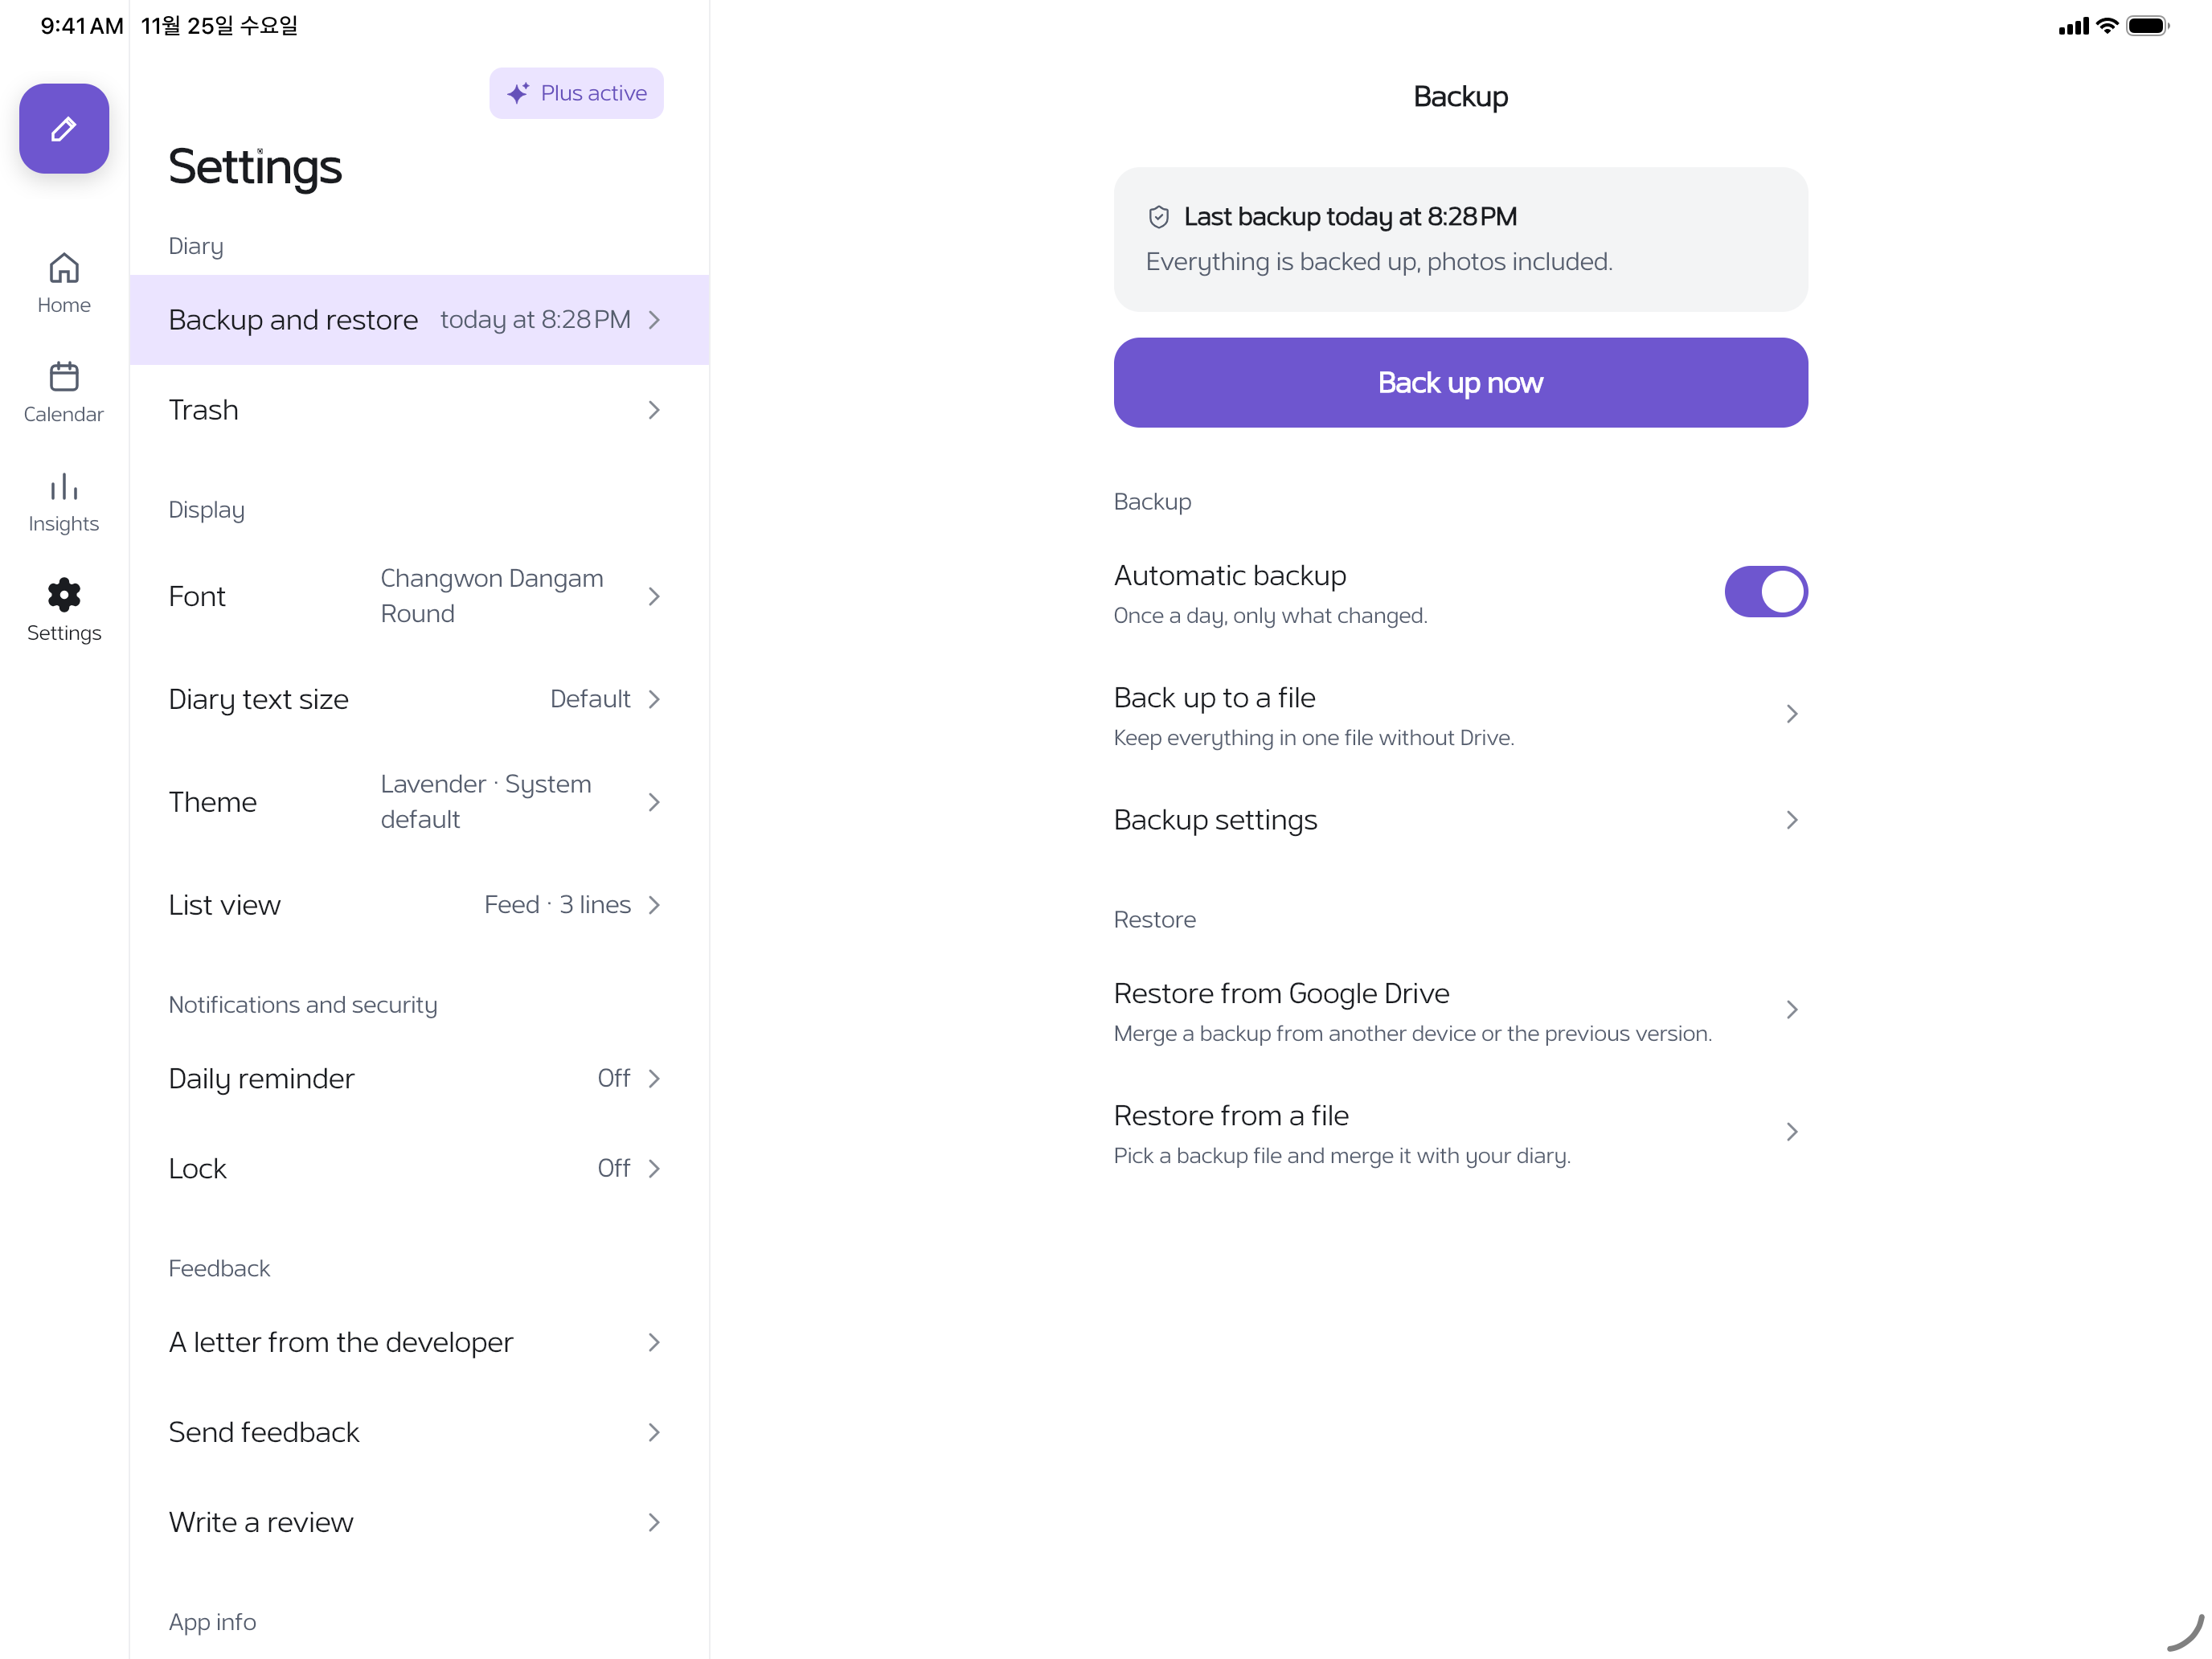 9:41 AM 11월 25일 수요일
Plus active
Settings
Diary
Backup and restore today at 8:28 PM
Trash
Display
Font Changwon Dangam
Round
Diary text size Default
Theme Lavender · System
default
List view Feed · 3 lines
Notifications and security
Daily reminder Off
Lock Off
Feedback
A letter from the developer
Send feedback
Write a review
App info
Home
Calendar
Insights
Settings
Backup
Last backup today at 8:28 PM
Everything is backed up, photos included.
Back up now
Backup
Automatic backup
Once a day, only what changed.
Back up to a file
Keep everything in one file without Drive.
Backup settings
Restore
Restore from Google Drive
Merge a backup from another device or the previous version.
Restore from a file
Pick a backup file and merge it with your diary.